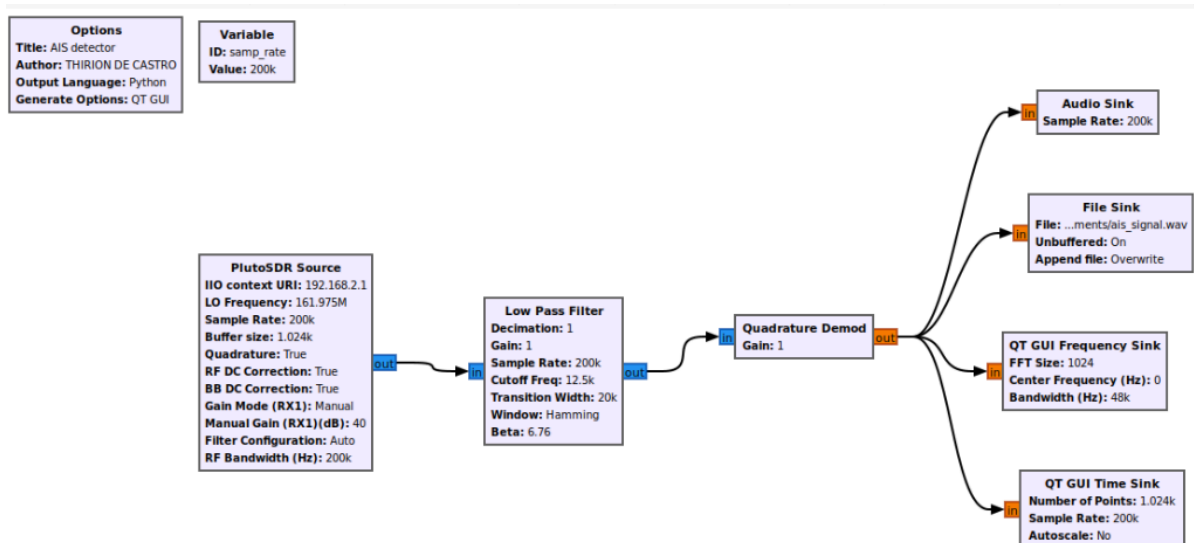 Options
Title: AIS detector
Author: THIRION DE CASTRO
Output Language: Python
Generate Options: QT GUI
Variable
ID: samp_rate
Value: 200k
PlutoSDR Source
IIO context URI: 192.168.2.1
LO Frequency: 161.975M
Sample Rate: 200k
Buffer size: 1.024k
Quadrature: True
RF DC Correction: True
BB DC Correction: True
Gain Mode (RX1): Manual
Manual Gain (RX1)(dB): 40
Filter Configuration: Auto
RF Bandwidth (Hz): 200k
out
in
Low Pass Filter
Decimation: 1
Gain: 1
Sample Rate: 200k
Cutoff Freq: 12.5k
Transition Width: 20k
Window: Hamming
Beta: 6.76
out
in
Quadrature Demod
Gain: 1
out
in
Audio Sink
Sample Rate: 200k
in
File Sink
File: ...ments/ais_signal.wav
Unbuffered: On
Append file: Overwrite
in
QT GUI Frequency Sink
FFT Size: 1024
Center Frequency (Hz): 0
Bandwidth (Hz): 48k
in
QT GUI Time Sink
Number of Points: 1.024k
Sample Rate: 200k
Autoscale: No